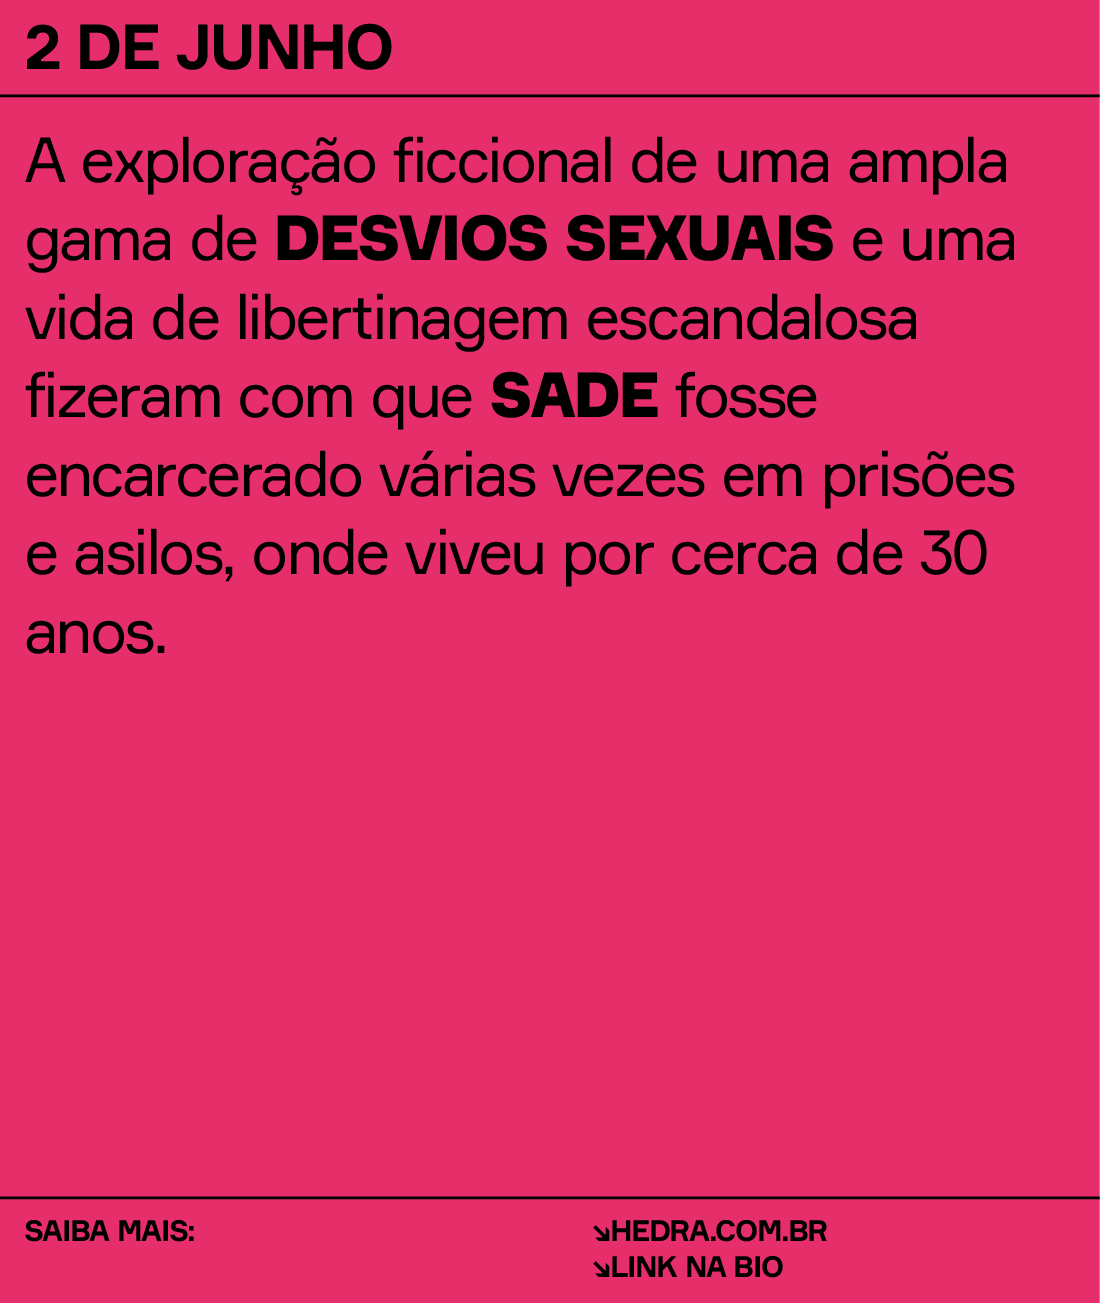 2 DE JUNHO
A exploração ficcional de uma ampla
gama de DESVIOS SEXUAIS e uma
vida de libertinagem escandalosa
fizeram com que SADE fosse
encarcerado várias vezes em prisões
e asilos, onde viveu por cerca de 30
anos.
SAIBA MAIS:
↘HEDRA.COM.BR
↘LINK NA BIO